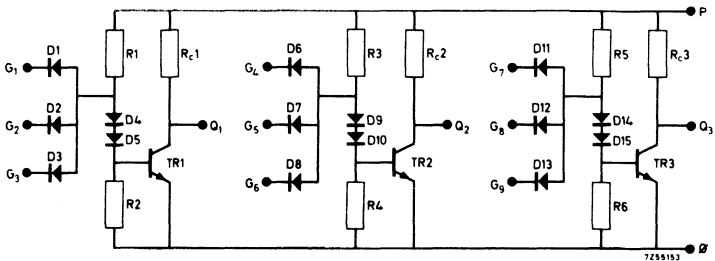 P
D1
R1
Rc1
D6
R3
Rc2
D11
R5
Rc3
G1
G4
G7
D2
D4
Q1
D7
D9
Q2
D12
D14
Q3
G2
D5
G5
D10
G8
D15
D3
TR1
D8
TR2
D13
TR3
G3
G6
G9
R2
R4
R6
Ø
7Z55153